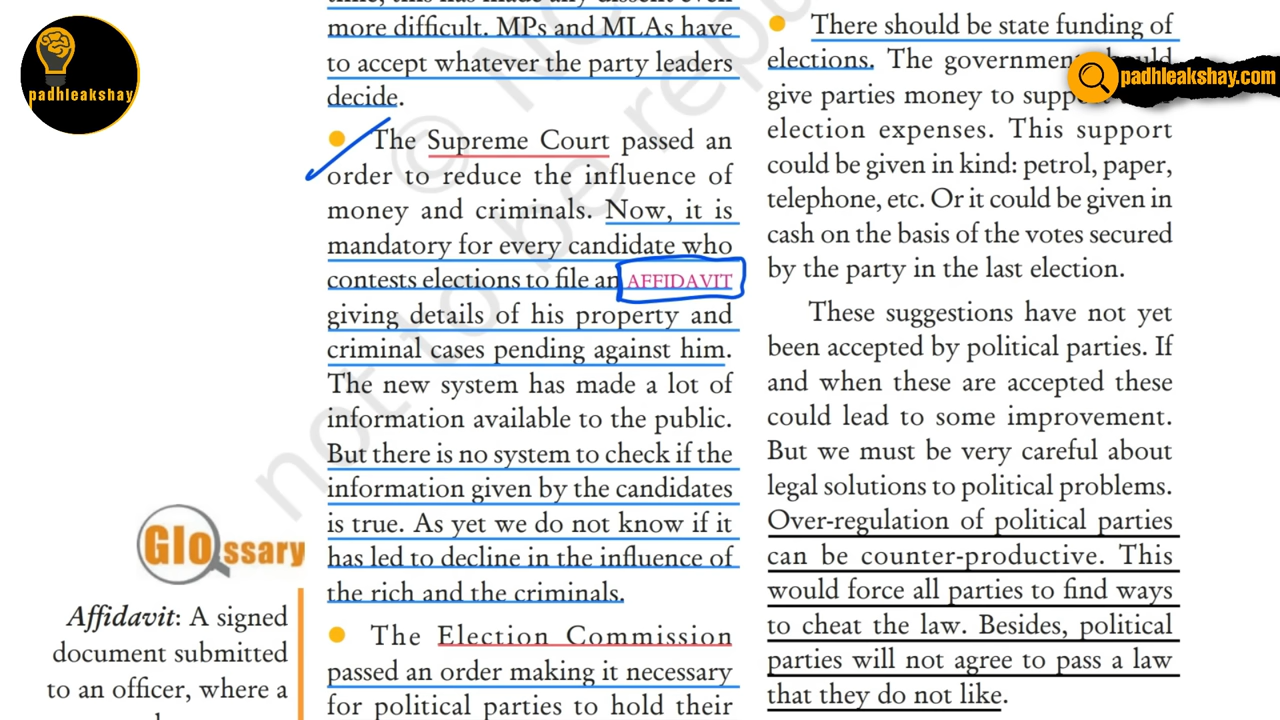 padhleakshay
more difficult. MPs and MLAs have
to accept whatever the party leaders
decide.
The Supreme Court passed an
order to reduce the influence of
money and criminals. Now, it is
mandatory for every candidate who
contests elections to file an AFFIDAVIT
giving details of his property and
criminal cases pending against him.
The new system has made a lot of
information available to the public.
But there is no system to check if the
information given by the candidates
is true. As yet we do not know if it
has led to decline in the influence of
the rich and the criminals.
The Election Commission
passed an order making it necessary
for political parties to hold their
Glossary
Affidavit: A signed
document submitted
to an officer, where a
There should be state funding of
elections. The government should
padhleakshay.com
give parties money to support
election expenses. This support
could be given in kind: petrol, paper,
telephone, etc. Or it could be given in
cash on the basis of the votes secured
by the party in the last election.
These suggestions have not yet
been accepted by political parties. If
and when these are accepted these
could lead to some improvement.
But we must be very careful about
legal solutions to political problems.
Over-regulation of political parties
can be counter-productive. This
would force all parties to find ways
to cheat the law. Besides, political
parties will not agree to pass a law
that they do not like.
not to be repu
© NC